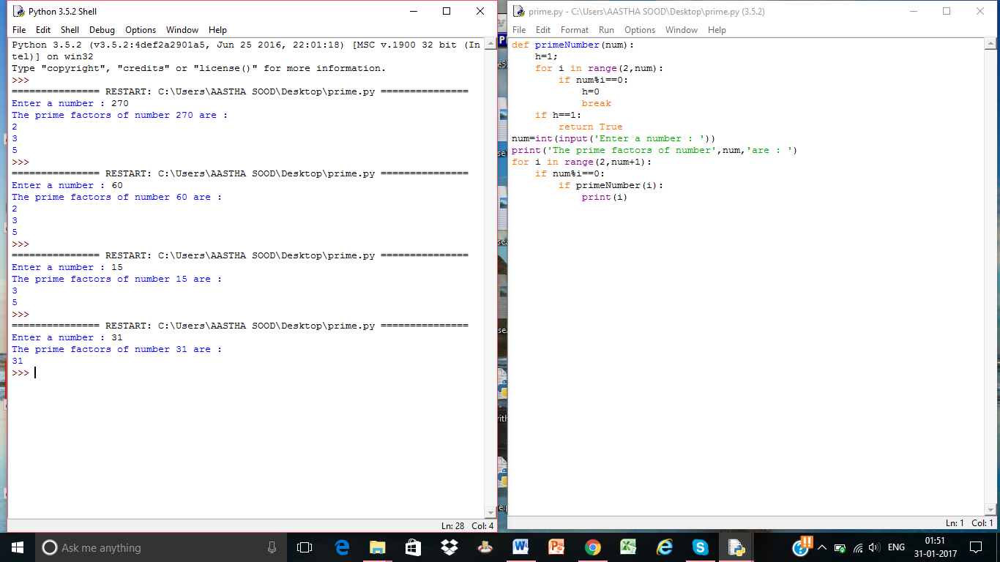 Python 3.5.2 Shell
File Edit Shell Debug Options Window Help
Python 3.5.2 (v3.5.2:4def2a2901a5, Jun 25 2016, 22:01:18) [MSC v.1900 32 bit (In
tel)] on win32
Type "copyright", "credits" or "license()" for more information.
>>>
=============== RESTART: C:\Users\AASTHA SOOD\Desktop\prime.py ===============
Enter a number : 270
The prime factors of number 270 are :
2
3
5
>>>
=============== RESTART: C:\Users\AASTHA SOOD\Desktop\prime.py ===============
Enter a number : 60
The prime factors of number 60 are :
2
3
5
>>>
=============== RESTART: C:\Users\AASTHA SOOD\Desktop\prime.py ===============
Enter a number : 15
The prime factors of number 15 are :
3
5
>>>
=============== RESTART: C:\Users\AASTHA SOOD\Desktop\prime.py ===============
Enter a number : 31
The prime factors of number 31 are :
31
>>>
Ln: 28 Col: 4
prime.py - C:\Users\AASTHA SOOD\Desktop\prime.py (3.5.2)
File Edit Format Run Options Window Help
def primeNumber(num):
    h=1;
    for i in range(2,num):
        if num%i==0:
            h=0
            break
    if h==1:
        return True
num=int(input('Enter a number : '))
print('The prime factors of number',num,'are : ')
for i in range(2,num+1):
    if num%i==0:
        if primeNumber(i):
            print(i)
Ln: 1 Col: 1
Ask me anything
ENG
01:51
31-01-2017